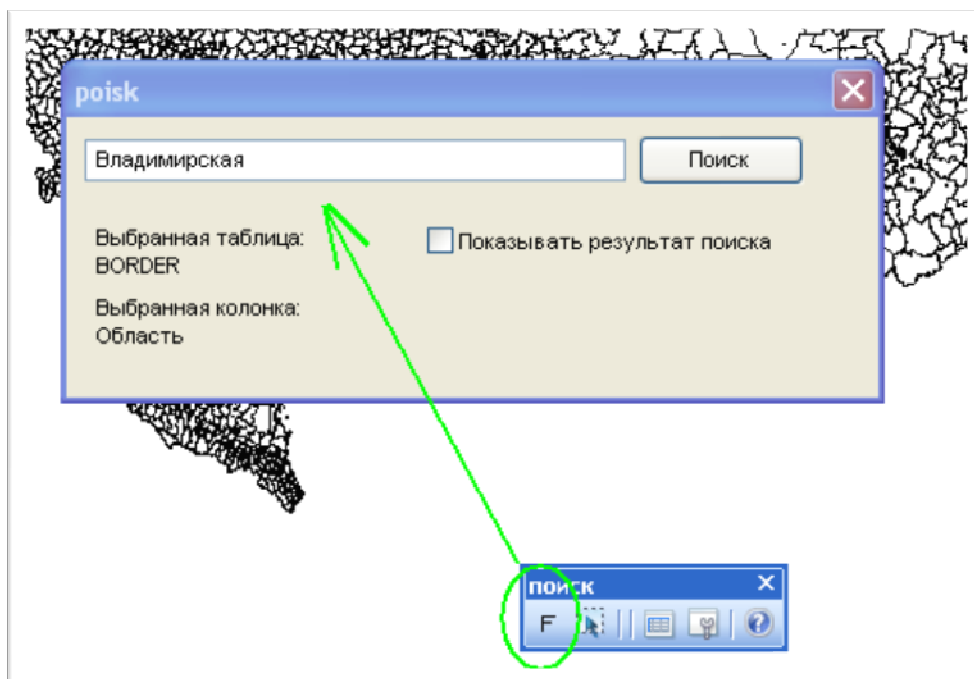 poisk
Владимирская
Поиск
Выбранная таблица:
BORDER
Показывать результат поиска
Выбранная колонка:
Область
поиск
F